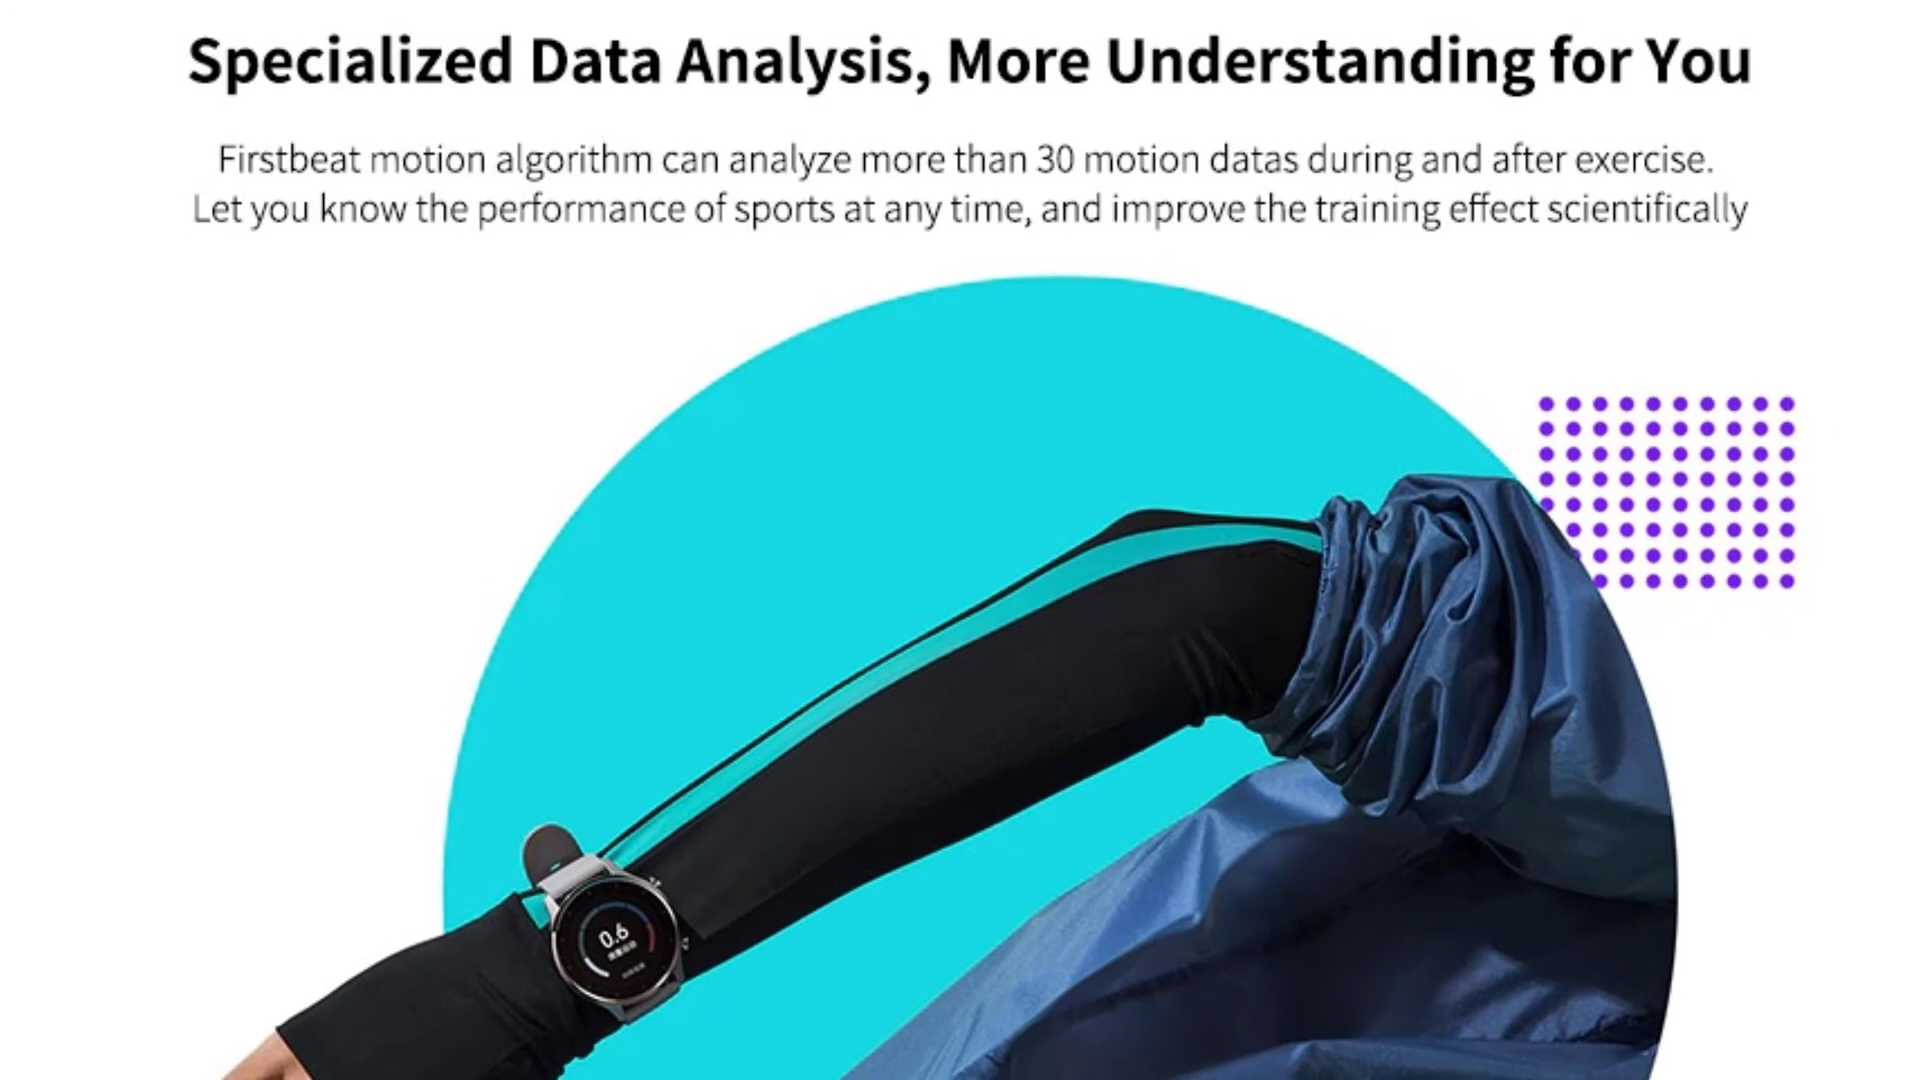 Specialized Data Analysis, More Understanding for You
Firstbeat motion algorithm can analyze more than 30 motion datas during and after exercise.
Let you know the performance of sports at any time, and improve the training effect scientifically
0.6